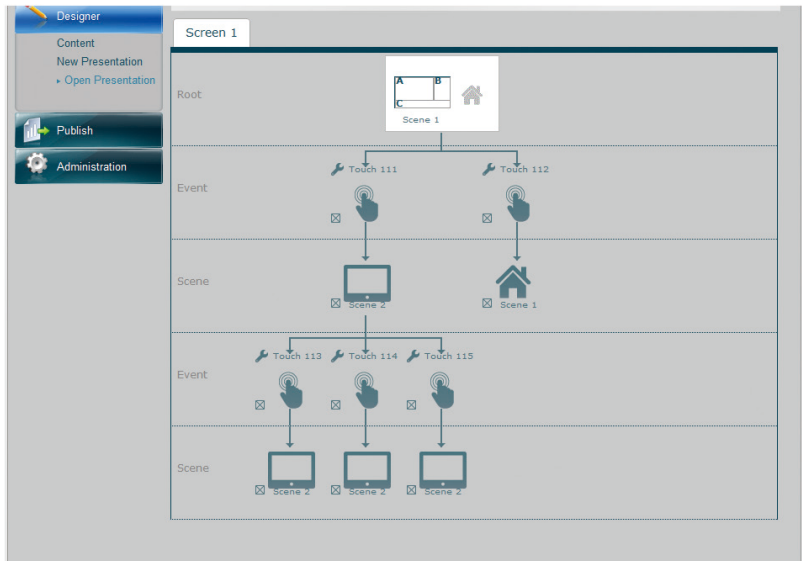 Designer
Content
New Presentation
Open Presentation
Publish
Administration
Screen 1
Root
A B
C
Scene 1
Event
Touch 111 Touch 112
Scene
Scene 2 Scene 1
Event
Touch 113 Touch 114 Touch 115
Scene
Scene 2 Scene 2 Scene 2